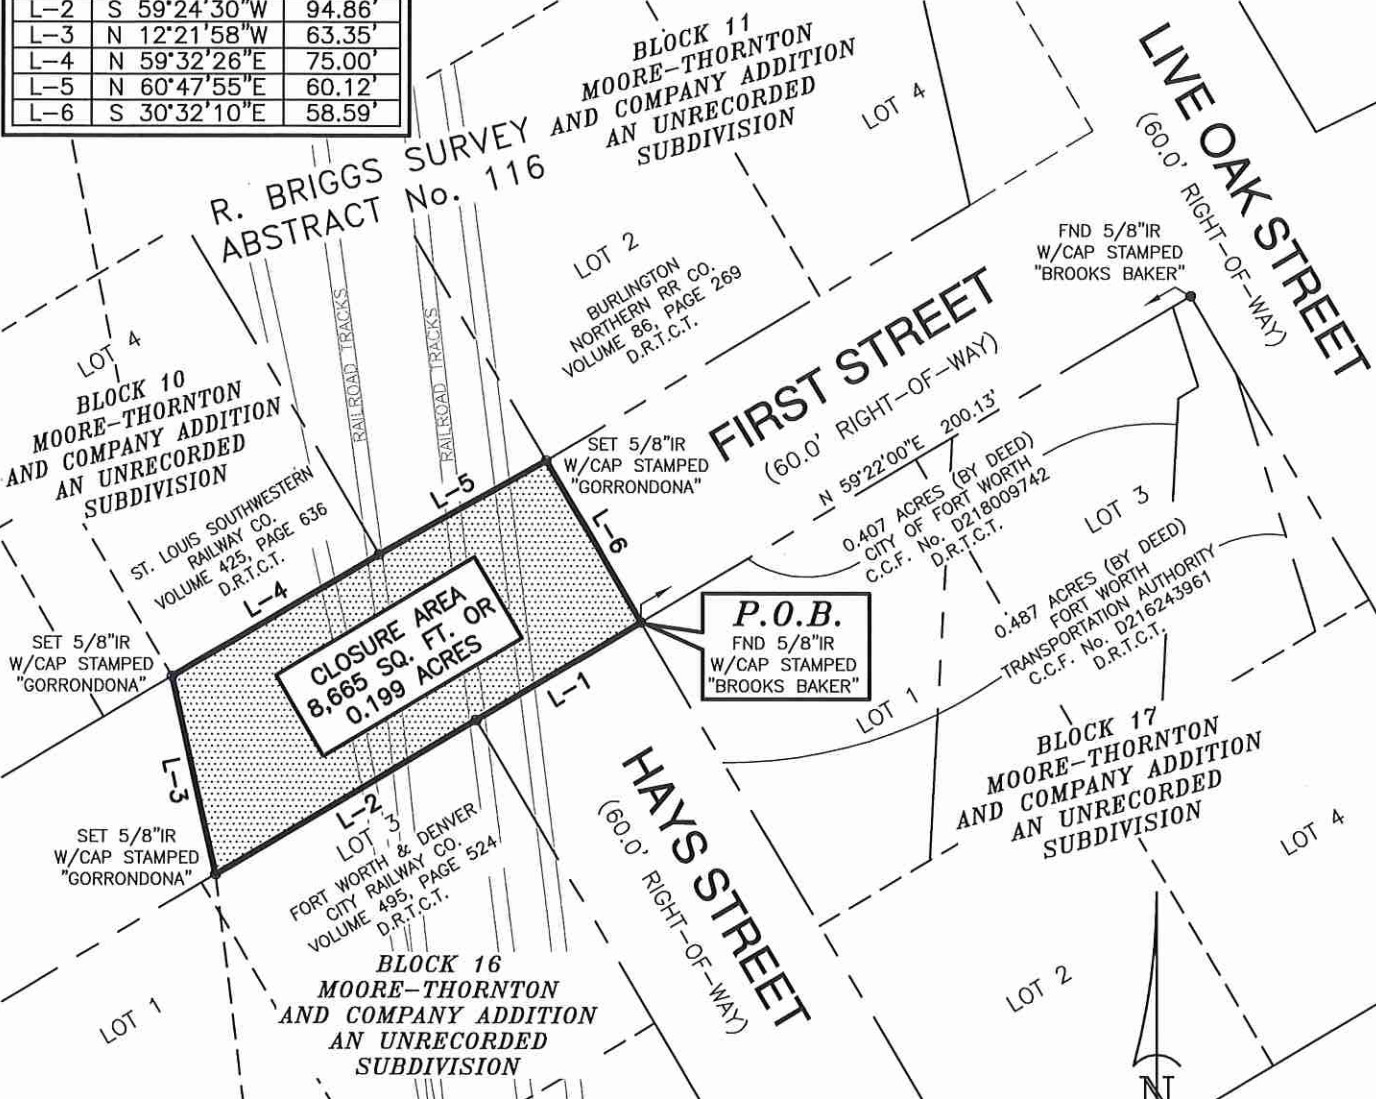 L-2 S 59°24'30"W 94.86'
L-3 N 12°21'58"W 63.35'
L-4 N 59°32'26"E 75.00'
L-5 N 60°47'55"E 60.12'
L-6 S 30°32'10"E 58.59'
BLOCK 11
MOORE-THORNTON
AND COMPANY ADDITION
AN UNRECORDED
SUBDIVISION
LOT 4
LIVE OAK STREET
(60.0' RIGHT-OF-WAY)
R. BRIGGS SURVEY
ABSTRACT No. 116
FND 5/8"IR
W/CAP STAMPED
"BROOKS BAKER"
LOT 2
BURLINGTON
NORTHERN RR CO.
VOLUME 86, PAGE 269
D.R.T.C.T.
RAILROAD TRACKS
RAILROAD TRACKS
LOT 4
BLOCK 10
MOORE-THORNTON
AND COMPANY ADDITION
AN UNRECORDED
SUBDIVISION
FIRST STREET
(60.0' RIGHT-OF-WAY)
N 59°22'00"E 200.13'
SET 5/8"IR
W/CAP STAMPED
"GORRONDONA"
ST. LOUIS SOUTHWESTERN
RAILWAY CO.
VOLUME 425, PAGE 636
D.R.T.C.T.
L-5
L-6
L-4
0.407 ACRES (BY DEED)
CITY OF FORT WORTH
C.C.F. No. D218009742
D.R.T.C.T.
LOT 3
0.487 ACRES (BY DEED)
FORT WORTH
TRANSPORTATION AUTHORITY
C.C.F. No. D216243961
D.R.T.C.T.
CLOSURE AREA
8,665 SQ. FT. OR
0.199 ACRES
P.O.B.
FND 5/8"IR
W/CAP STAMPED
"BROOKS BAKER"
SET 5/8"IR
W/CAP STAMPED
"GORRONDONA"
L-1
LOT 1
L-3
L-2
BLOCK 17
MOORE-THORNTON
AND COMPANY ADDITION
AN UNRECORDED
SUBDIVISION
LOT 4
SET 5/8"IR
W/CAP STAMPED
"GORRONDONA"
LOT 3
FORT WORTH & DENVER
CITY RAILWAY CO.
VOLUME 495, PAGE 524
D.R.T.C.T.
HAYS STREET
(60.0' RIGHT-OF-WAY)
BLOCK 16
MOORE-THORNTON
AND COMPANY ADDITION
AN UNRECORDED
SUBDIVISION
LOT 1
LOT 2
N